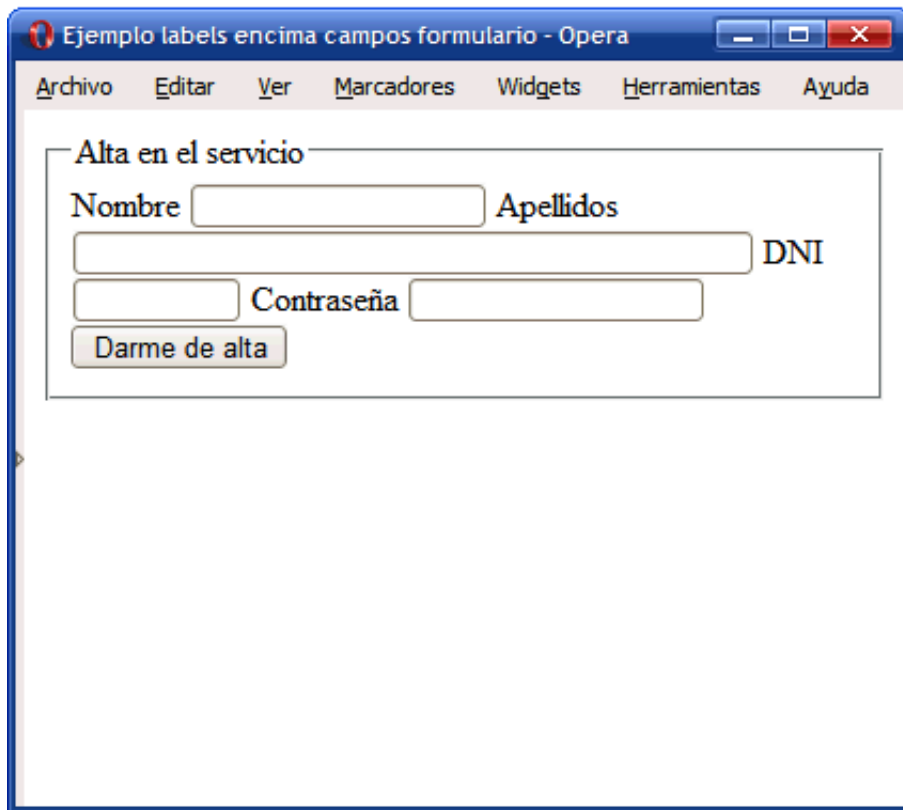 Ejemplo labels encima campos formulario - Opera
Archivo Editar Ver Marcadores Widgets Herramientas Ayuda
Alta en el servicio
Nombre Apellidos
DNI
Contraseña
Darme de alta